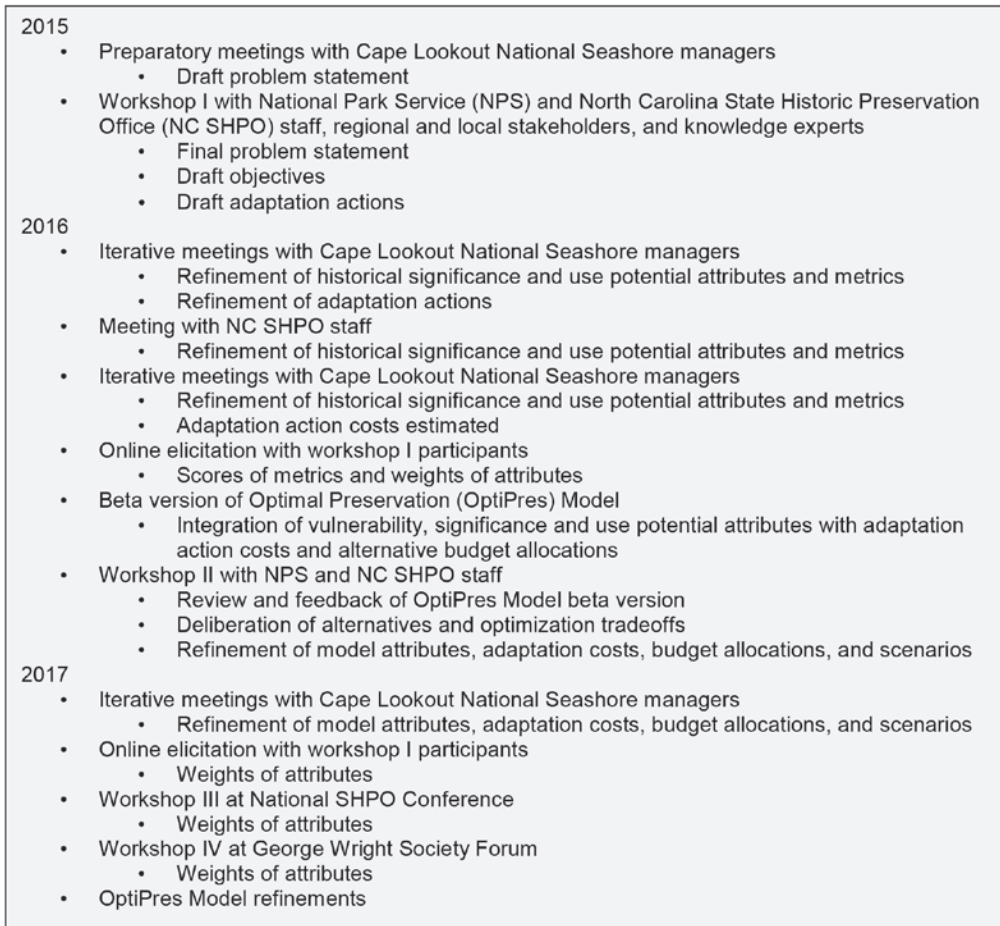 2015
• Preparatory meetings with Cape Lookout National Seashore managers
• Draft problem statement
• Workshop I with National Park Service (NPS) and North Carolina State Historic Preservation
Office (NC SHPO) staff, regional and local stakeholders, and knowledge experts
• Final problem statement
• Draft objectives
• Draft adaptation actions
2016
• Iterative meetings with Cape Lookout National Seashore managers
• Refinement of historical significance and use potential attributes and metrics
• Refinement of adaptation actions
• Meeting with NC SHPO staff
• Refinement of historical significance and use potential attributes and metrics
• Iterative meetings with Cape Lookout National Seashore managers
• Refinement of historical significance and use potential attributes and metrics
• Adaptation action costs estimated
• Online elicitation with workshop I participants
• Scores of metrics and weights of attributes
• Beta version of Optimal Preservation (OptiPres) Model
• Integration of vulnerability, significance and use potential attributes with adaptation
action costs and alternative budget allocations
• Workshop II with NPS and NC SHPO staff
• Review and feedback of OptiPres Model beta version
• Deliberation of alternatives and optimization tradeoffs
• Refinement of model attributes, adaptation costs, budget allocations, and scenarios
2017
• Iterative meetings with Cape Lookout National Seashore managers
• Refinement of model attributes, adaptation costs, budget allocations, and scenarios
• Online elicitation with workshop I participants
• Weights of attributes
• Workshop III at National SHPO Conference
• Weights of attributes
• Workshop IV at George Wright Society Forum
• Weights of attributes
• OptiPres Model refinements